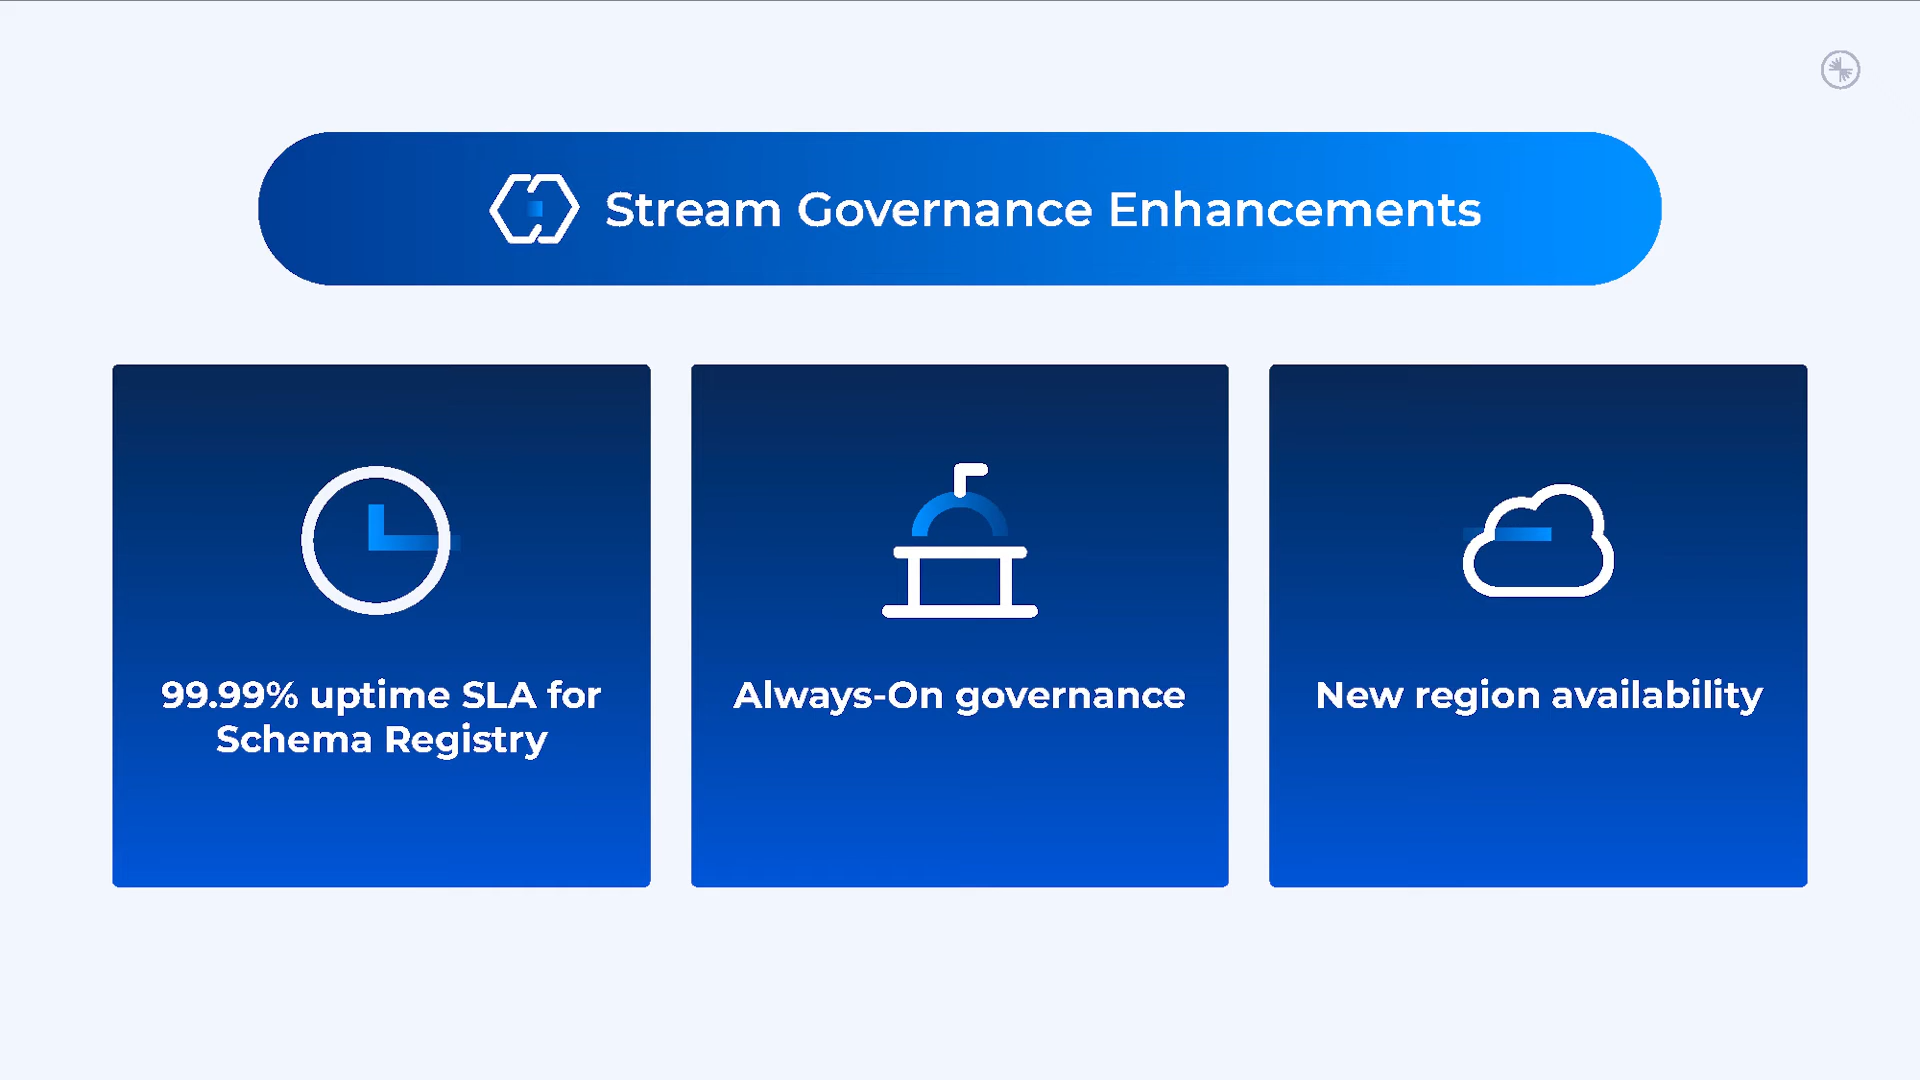 Stream Governance Enhancements
99.99% uptime SLA for
Schema Registry
Always-On governance
New region availability